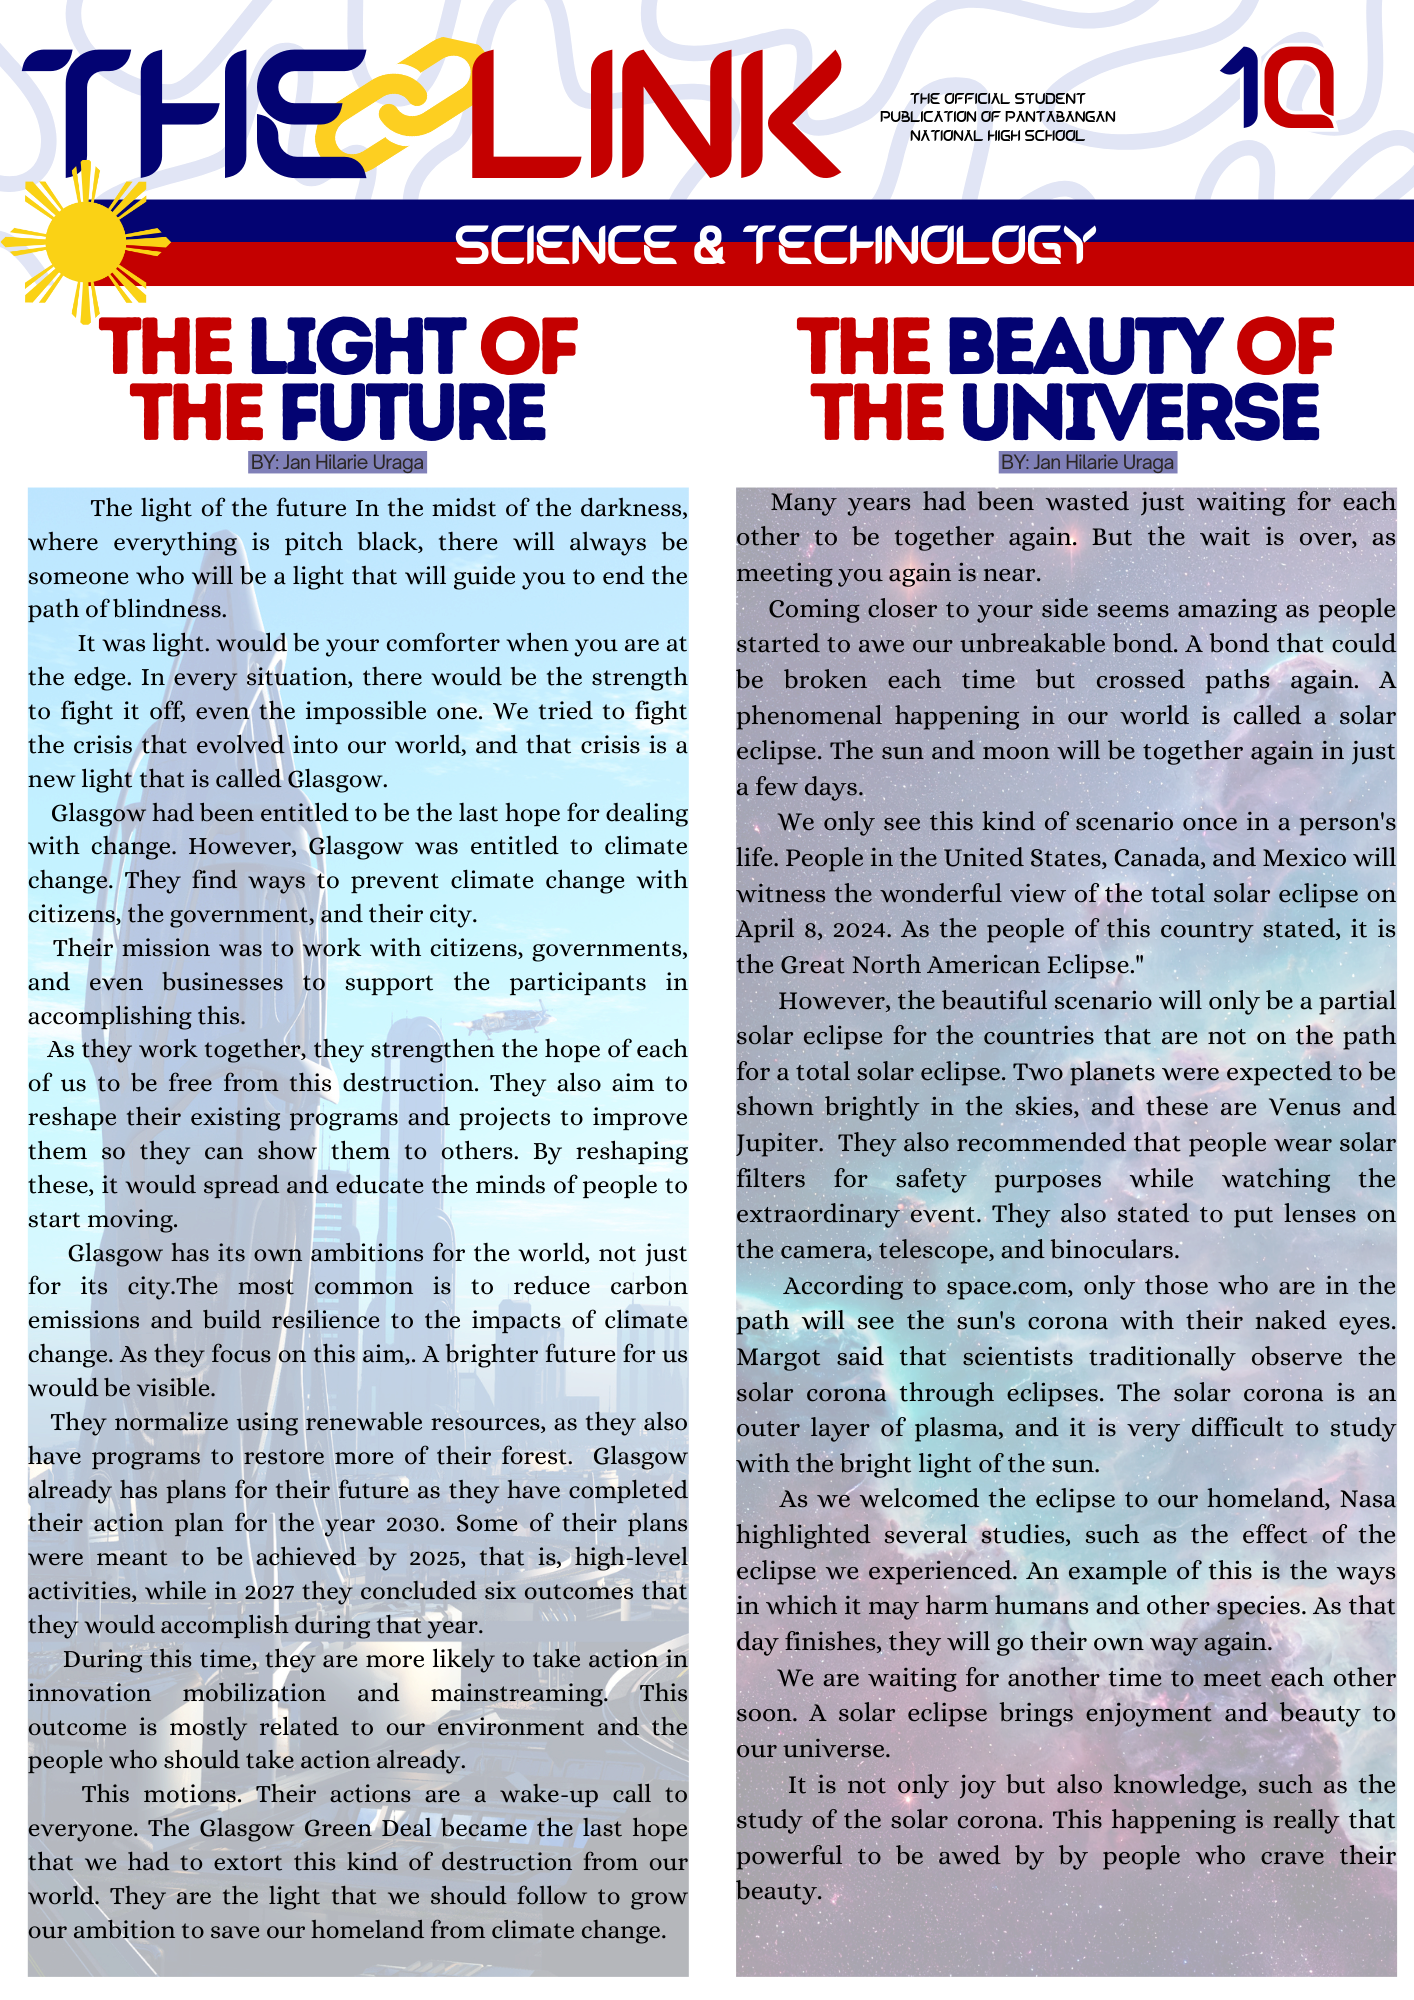 THE LINK
THE OFFICIAL STUDENT
PUBLICATION OF PANTABANGAN
NATIONAL HIGH SCHOOL
10
SCIENCE & TECHNOLOGY
THE LIGHT OF
THE FUTURE
BY: Jan Hilarie Uraga
The light of the future In the midst of the darkness,
where everything is pitch black, there will always be
someone who will be a light that will guide you to end the
path of blindness.
It was light. would be your comforter when you are at
the edge. In every situation, there would be the strength
to fight it off, even the impossible one. We tried to fight
the crisis that evolved into our world, and that crisis is a
new light that is called Glasgow.
Glasgow had been entitled to be the last hope for dealing
with change. However, Glasgow was entitled to climate
change. They find ways to prevent climate change with
citizens, the government, and their city.
Their mission was to work with citizens, governments,
and even businesses to support the participants in
accomplishing this.
As they work together, they strengthen the hope of each
of us to be free from this destruction. They also aim to
reshape their existing programs and projects to improve
them so they can show them to others. By reshaping
these, it would spread and educate the minds of people to
start moving.
Glasgow has its own ambitions for the world, not just
for its city.The most common is to reduce carbon
emissions and build resilience to the impacts of climate
change. As they focus on this aim,. A brighter future for us
would be visible.
They normalize using renewable resources, as they also
have programs to restore more of their forest. Glasgow
already has plans for their future as they have completed
their action plan for the year 2030. Some of their plans
were meant to be achieved by 2025, that is, high-level
activities, while in 2027 they concluded six outcomes that
they would accomplish during that year.
During this time, they are more likely to take action in
innovation mobilization and mainstreaming. This
outcome is mostly related to our environment and the
people who should take action already.
This motions. Their actions are a wake-up call to
everyone. The Glasgow Green Deal became the last hope
that we had to extort this kind of destruction from our
world. They are the light that we should follow to grow
our ambition to save our homeland from climate change.
THE BEAUTY OF
THE UNIVERSE
BY: Jan Hilarie Uraga
Many years had been wasted just waiting for each
other to be together again. But the wait is over, as
meeting you again is near.
Coming closer to your side seems amazing as people
started to awe our unbreakable bond. A bond that could
be broken each time but crossed paths again. A
phenomenal happening in our world is called a solar
eclipse. The sun and moon will be together again in just
a few days.
We only see this kind of scenario once in a person's
life. People in the United States, Canada, and Mexico will
witness the wonderful view of the total solar eclipse on
April 8, 2024. As the people of this country stated, it is
the Great North American Eclipse."
However, the beautiful scenario will only be a partial
solar eclipse for the countries that are not on the path
for a total solar eclipse. Two planets were expected to be
shown brightly in the skies, and these are Venus and
Jupiter. They also recommended that people wear solar
filters for safety purposes while watching the
extraordinary event. They also stated to put lenses on
the camera, telescope, and binoculars.
According to space.com, only those who are in the
path will see the sun's corona with their naked eyes.
Margot said that scientists traditionally observe the
solar corona through eclipses. The solar corona is an
outer layer of plasma, and it is very difficult to study
with the bright light of the sun.
As we welcomed the eclipse to our homeland, Nasa
highlighted several studies, such as the effect of the
eclipse we experienced. An example of this is the ways
in which it may harm humans and other species. As that
day finishes, they will go their own way again.
We are waiting for another time to meet each other
soon. A solar eclipse brings enjoyment and beauty to
our universe.
It is not only joy but also knowledge, such as the
study of the solar corona. This happening is really that
powerful to be awed by by people who crave their
beauty.